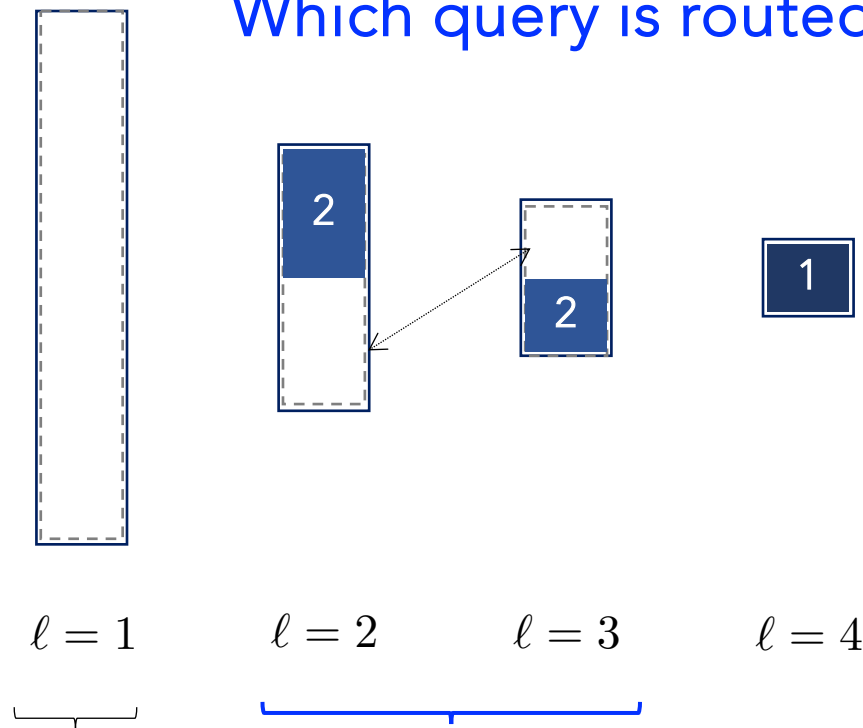 Which query is routed
2
2
1
ℓ = 1
ℓ = 2
ℓ = 3
ℓ = 4